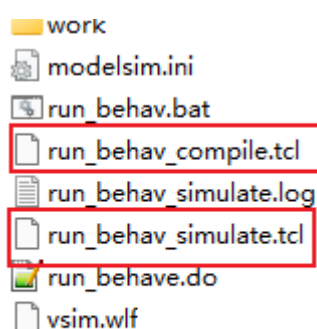 work
modelsim.ini
run_behav.bat
run_behav_compile.tcl
run_behav_simulate.log
run_behav_simulate.tcl
run_behave.do
vsim.wlf